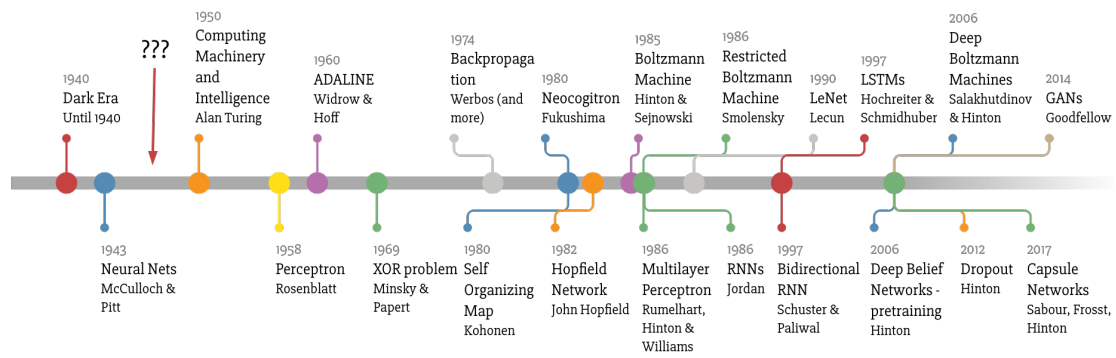 1940
Dark Era
Until 1940
???
1950
Computing
Machinery
and
Intelligence
Alan Turing
1960
ADALINE
Widrow &
Hoff
1974
Backpropaga
tion
Werbos (and
more)
1980
Neocogitron
Fukushima
1985
Boltzmann
Machine
Hinton &
Sejnowski
1986
Restricted
Boltzmann
Machine
Smolensky
1990
LeNet
Lecun
1997
LSTMs
Hochreiter &
Schmidhuber
2006
Deep
Boltzmann
Machines
Salakhutdinov
& Hinton
2014
GANs
Goodfellow
1943
Neural Nets
McCulloch &
Pitt
1958
Perceptron
Rosenblatt
1969
XOR problem
Minsky &
Papert
1980
Self
Organizing
Map
Kohonen
1982
Hopfield
Network
John Hopfield
1986
Multilayer
Perceptron
Rumelhart,
Hinton &
Williams
1986
RNNs
Jordan
1997
Bidirectional
RNN
Schuster &
Paliwal
2006
Deep Belief
Networks -
pretraining
Hinton
2012
Dropout
Hinton
2017
Capsule
Networks
Sabour, Frosst,
Hinton